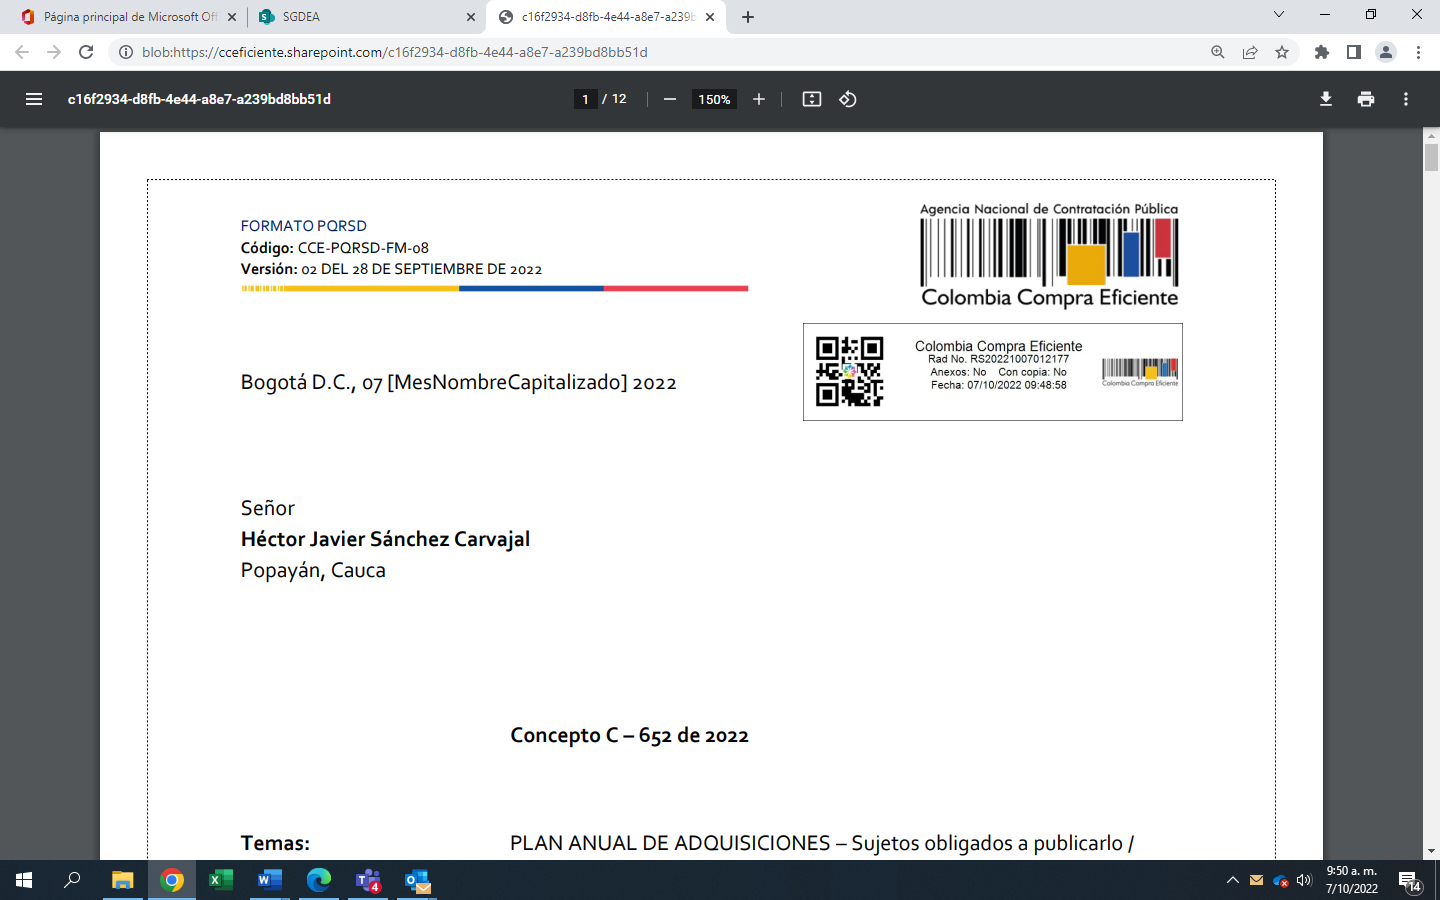 Página principal de Microsoft Off
SGDEA
c16f2934-d8fb-4e44-a8e7-a239b
blob:https://cceficiente.sharepoint.com/c16f2934-d8fb-4e44-a8e7-a239bd8bb51d
c16f2934-d8fb-4e44-a8e7-a239bd8bb51d
1 / 12
150%
FORMATO PQRSD
Código: CCE-PQRSD-FM-08
Versión: 02 DEL 28 DE SEPTIEMBRE DE 2022
Agencia Nacional de Contratación Pública
Colombia Compra Eficiente
Colombia Compra Eficiente
Rad No. RS20221007012177
Anexos: No Con copia: No
Fecha: 07/10/2022 09:48:58
Colombia Compra Eficiente
Bogotá D.C., 07 [MesNombreCapitalizado] 2022
Señor
Héctor Javier Sánchez Carvajal
Popayán, Cauca
Concepto C – 652 de 2022
Temas:
PLAN ANUAL DE ADQUISICIONES – Sujetos obligados a publicarlo /
4
9:50 a. m.
7/10/2022
14